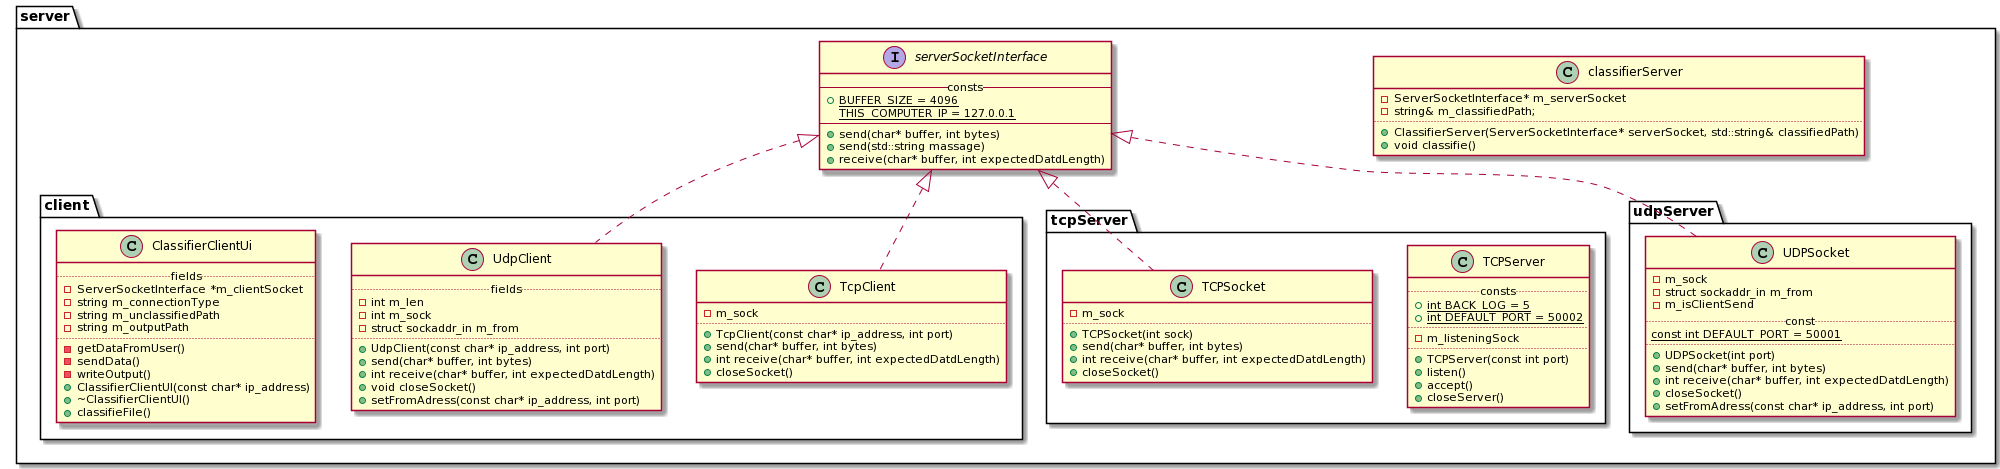 server
I serverSocketInterface
consts
BUFFER_SIZE = 4096
THIS_COMPUTER_IP = 127.0.0.1
send(char* buffer, int bytes)
send(std::string massage)
receive(char* buffer, int expectedDatdLength)
C classifierServer
ServerSocketInterface* m_serverSocket
string& m_classifiedPath;
ClassifierServer(ServerSocketInterface* serverSocket, std::string& classifiedPath)
void classifie()
client
C ClassifierClientUi
fields
ServerSocketInterface *m_clientSocket
string m_connectionType
string m_unclassifiedPath
string m_outputPath
getDataFromUser()
sendData()
writeOutput()
ClassifierClientUI(const char* ip_address)
~ClassifierClientUI()
classifieFile()
C UdpClient
fields
int m_len
int m_sock
struct sockaddr_in m_from
UdpClient(const char* ip_address, int port)
send(char* buffer, int bytes)
int receive(char* buffer, int expectedDatdLength)
void closeSocket()
setFromAdress(const char* ip_address, int port)
C TcpClient
m_sock
TcpClient(const char* ip_address, int port)
send(char* buffer, int bytes)
int receive(char* buffer, int expectedDatdLength)
closeSocket()
tcpServer
C TCPSocket
m_sock
TCPSocket(int sock)
send(char* buffer, int bytes)
int receive(char* buffer, int expectedDatdLength)
closeSocket()
C TCPServer
consts
int BACK_LOG = 5
int DEFAULT_PORT = 50002
m_listeningSock
TCPServer(const int port)
listen()
accept()
closeServer()
udpServer
C UDPSocket
m_sock
struct sockaddr_in m_from
m_isClientSend
const
const int DEFAULT_PORT = 50001
UDPSocket(int port)
send(char* buffer, int bytes)
int receive(char* buffer, int expectedDatdLength)
closeSocket()
setFromAdress(const char* ip_address, int port)